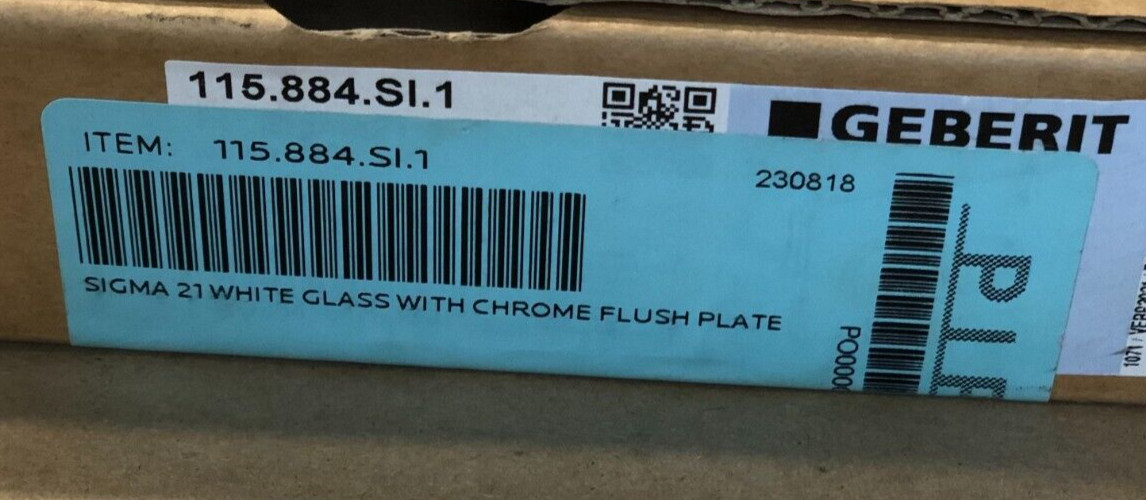 115.884.SI.1
GEBERIT
ITEM: 115.884.SI.1
230818
SIGMA 21 WHITE GLASS WITH CHROME FLUSH PLATE